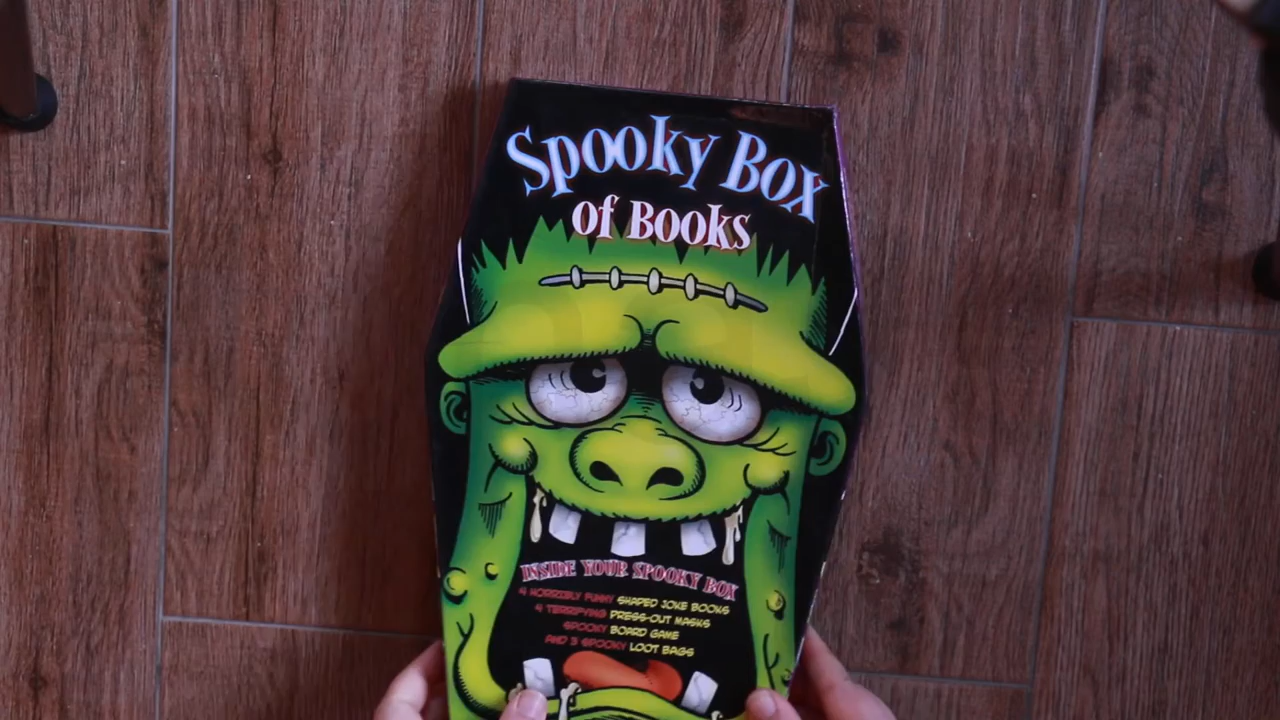 Spooky Box
of Books
INSIDE YOUR SPOOKY BOX
4 HORRIBLY FUNNY SHAPED JOKE BOOKS
4 TERRIFYING PRESS-OUT MASKS
SPOOKY BOARD GAME
AND 3 SPOOKY LOOT BAGS